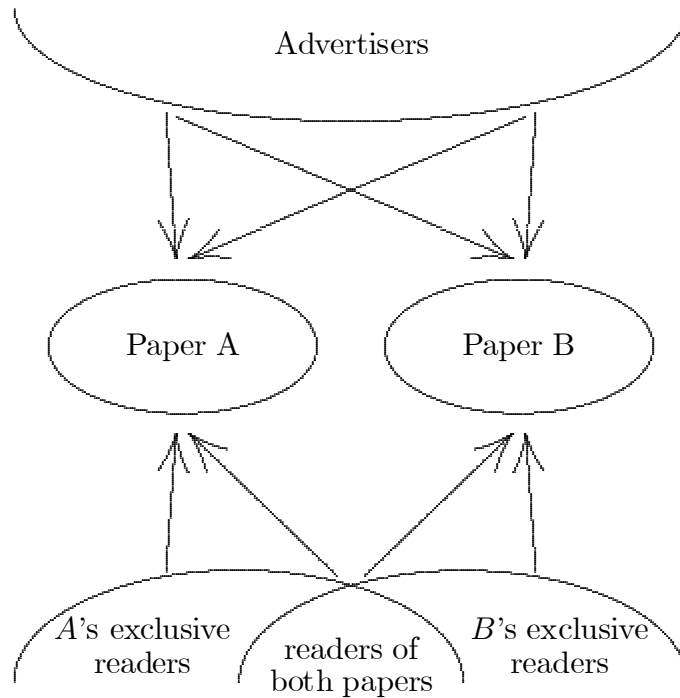 Advertisers
Paper A
Paper B
A's exclusive
readers
readers of
both papers
B's exclusive
readers